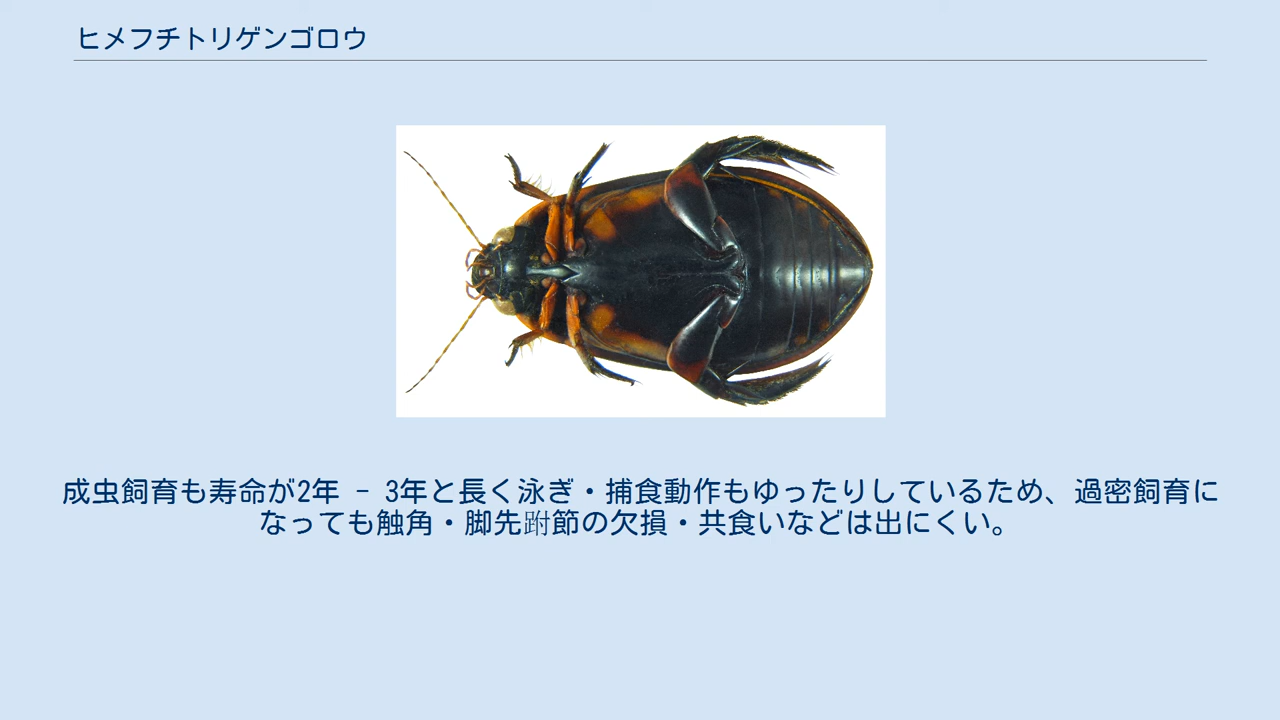 ヒメフチトリゲンゴロウ
成虫飼育も寿命が2年 - 3年と長く泳ぎ・捕食動作もゆったりしているため、過密飼育に
なっても触角・脚先跗節の欠損・共食いなどは出にくい。